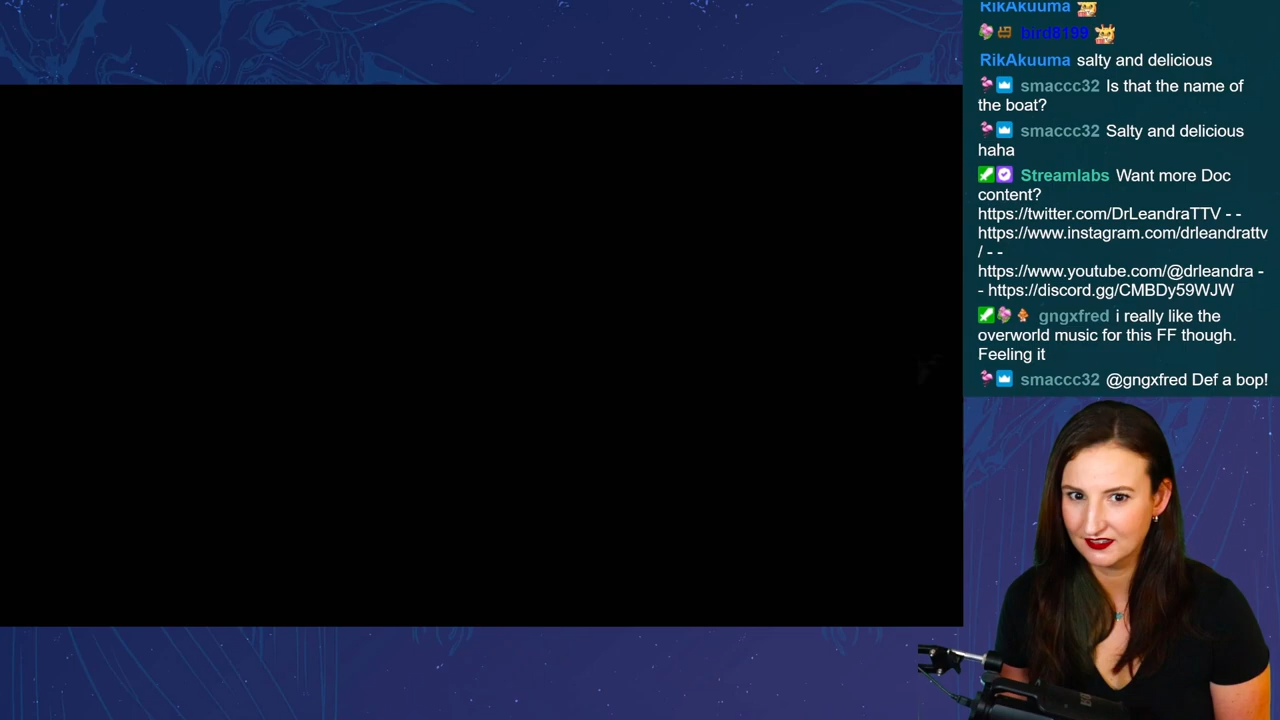 RikAkuuma
bird8199
RikAkuuma salty and delicious
smaccc32 Is that the name of
the boat?
smaccc32 Salty and delicious
haha
Streamlabs Want more Doc
content?
https://twitter.com/DrLeandraTTV - -
https://www.instagram.com/drleandrattv
/ - -
https://www.youtube.com/@drleandra -
- https://discord.gg/CMBDy59WJW
gngxfred i really like the
overworld music for this FF though.
Feeling it
smaccc32 @gngxfred Def a bop!